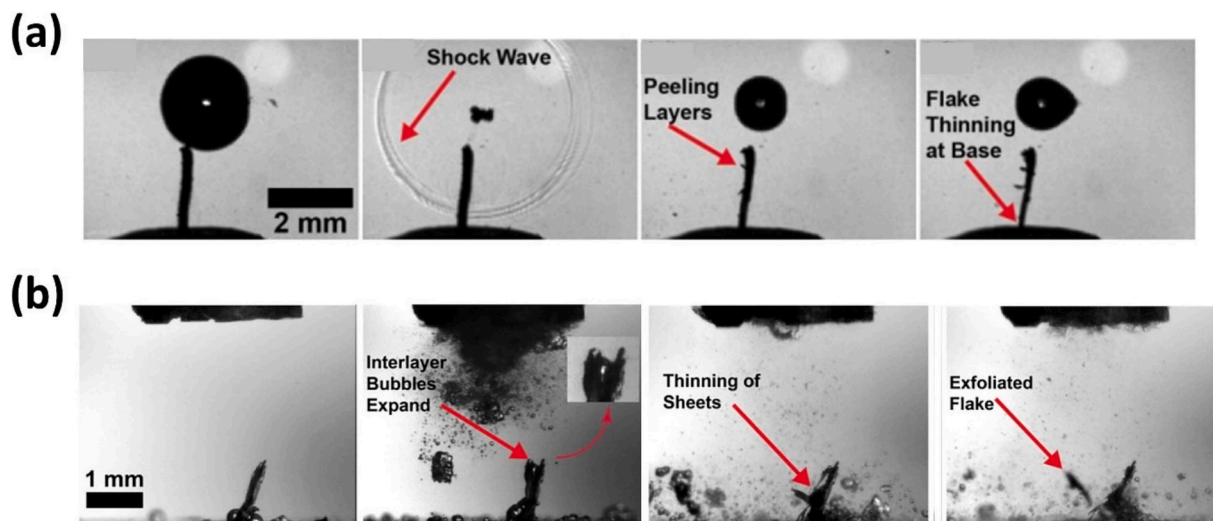 (a)
Shock Wave
Peeling
Layers
Flake
Thinning
at Base
2 mm
(b)
Interlayer
Bubbles
Expand
Thinning of
Sheets
Exfoliated
Flake
1 mm